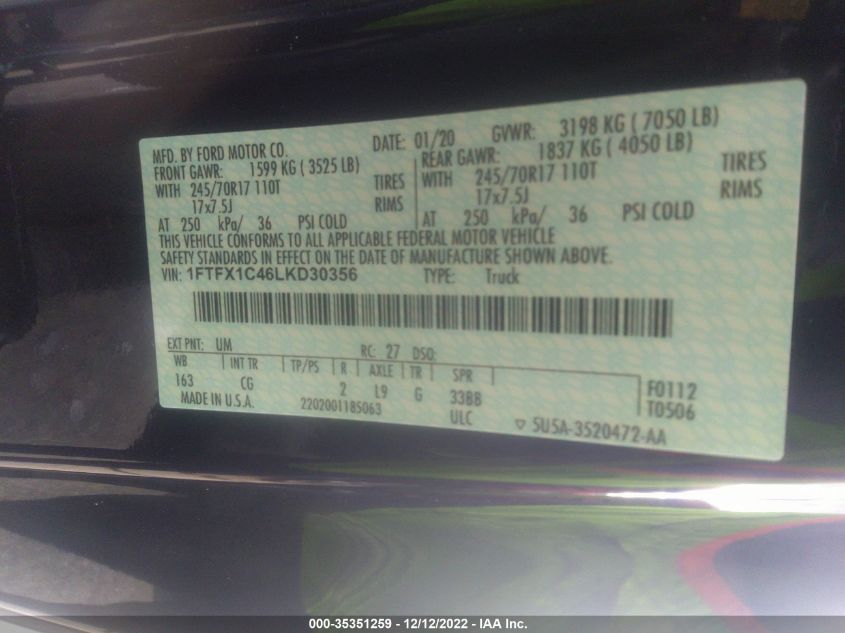 MFD. BY FORD MOTOR CO. DATE: 01/20 GVWR: 3198 KG ( 7050 LB)
FRONT GAWR: 1599 KG ( 3525 LB) REAR GAWR: 1837 KG ( 4050 LB)
WITH 245/70R17 110T TIRES WITH 245/70R17 110T TIRES
17x7.5J RIMS 17x7.5J RIMS
AT 250 kPa/ 36 PSI COLD AT 250 kPa/ 36 PSI COLD
THIS VEHICLE CONFORMS TO ALL APPLICABLE FEDERAL MOTOR VEHICLE
SAFETY STANDARDS IN EFFECT ON THE DATE OF MANUFACTURE SHOWN ABOVE.
VIN: 1FTFX1C46LKD30356 TYPE: Truck
EXT PNT: UM RC: 27 DSO:
WB INT TR TP/PS R AXLE TR SPR
163 CG 2 L9 G 33BB F0112
MADE IN U.S.A. 2202001185063 ULC T0506
▽ 5USA-3520472-AA
000-35351259 - 12/12/2022 - IAA Inc.